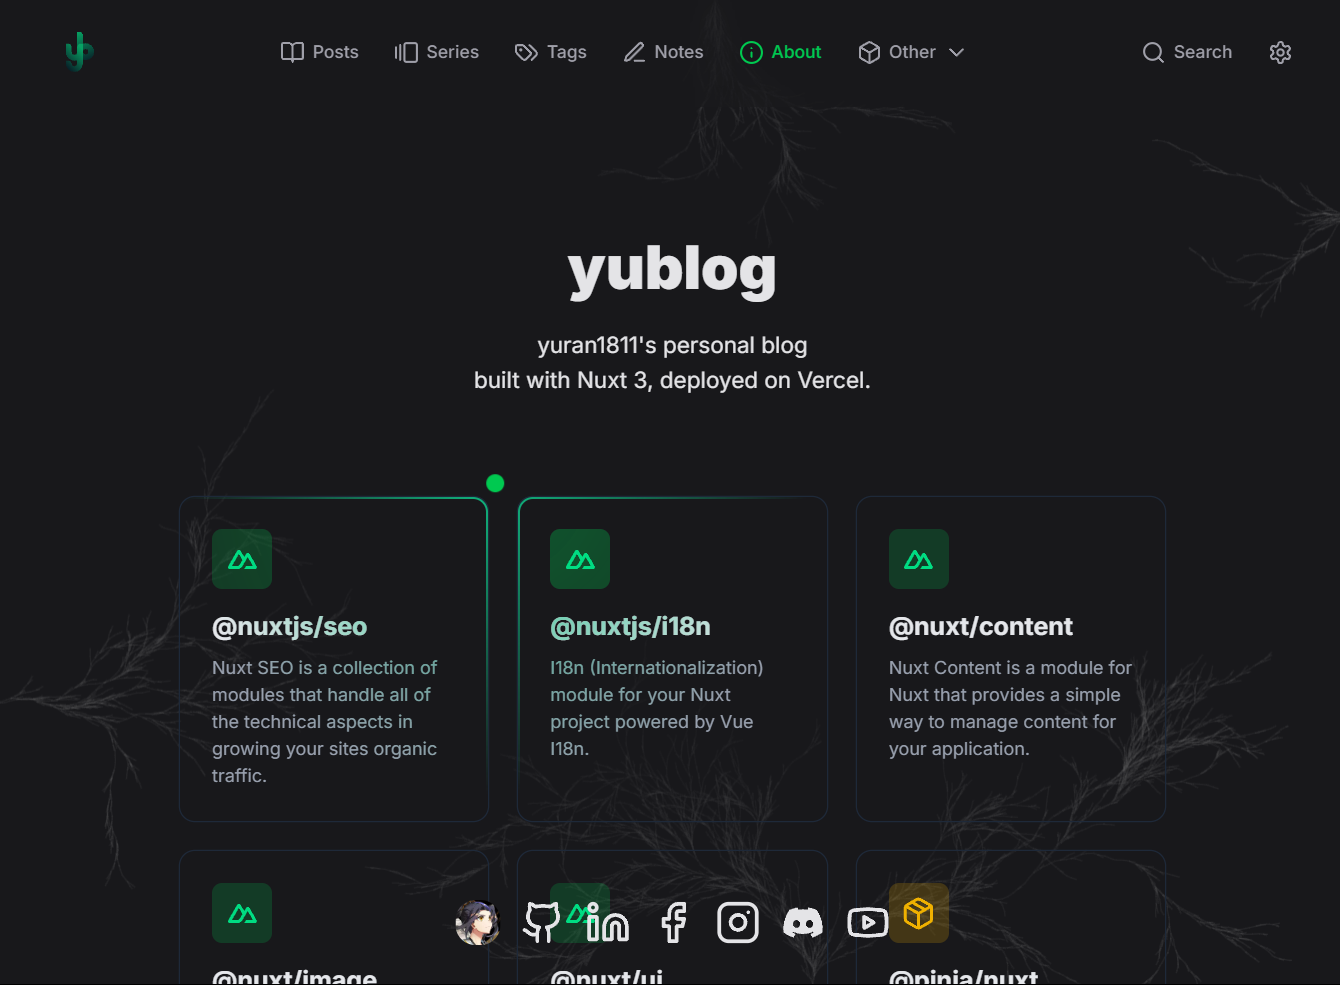 Posts Series Tags Notes About Other Search
yublog
yuran1811's personal blog
built with Nuxt 3, deployed on Vercel.
@nuxtjs/seo
Nuxt SEO is a collection of
modules that handle all of
the technical aspects in
growing your sites organic
traffic.
@nuxtjs/i18n
I18n (Internationalization)
module for your Nuxt
project powered by Vue
I18n.
@nuxt/content
Nuxt Content is a module for
Nuxt that provides a simple
way to manage content for
your application.
@nuxt/image
@nuxt/ui
@pinia/nuxt